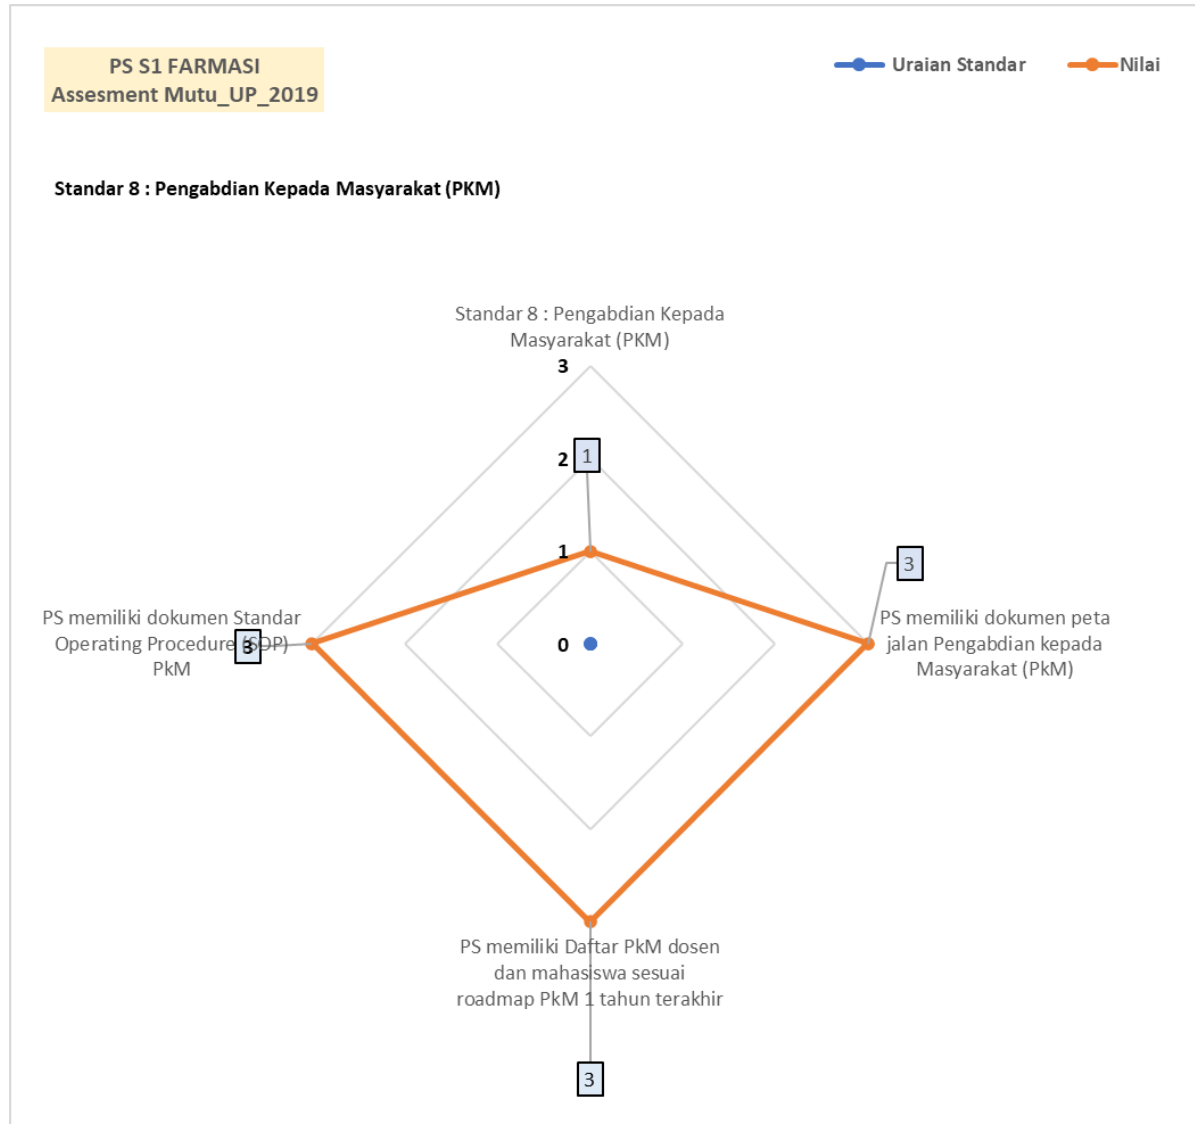 PS S1 FARMASI
Assesment Mutu_UP_2019
Uraian Standar
Nilai
Standar 8 : Pengabdian Kepada Masyarakat (PKM)
Standar 8 : Pengabdian Kepada
Masyarakat (PKM)
3
2
1
1
0
3
PS memiliki dokumen peta
jalan Pengabdian kepada
Masyarakat (PkM)
PS memiliki dokumen Standar
Operating Procedure (SOP)
PkM
3
PS memiliki Daftar PkM dosen
dan mahasiswa sesuai
roadmap PkM 1 tahun terakhir
3